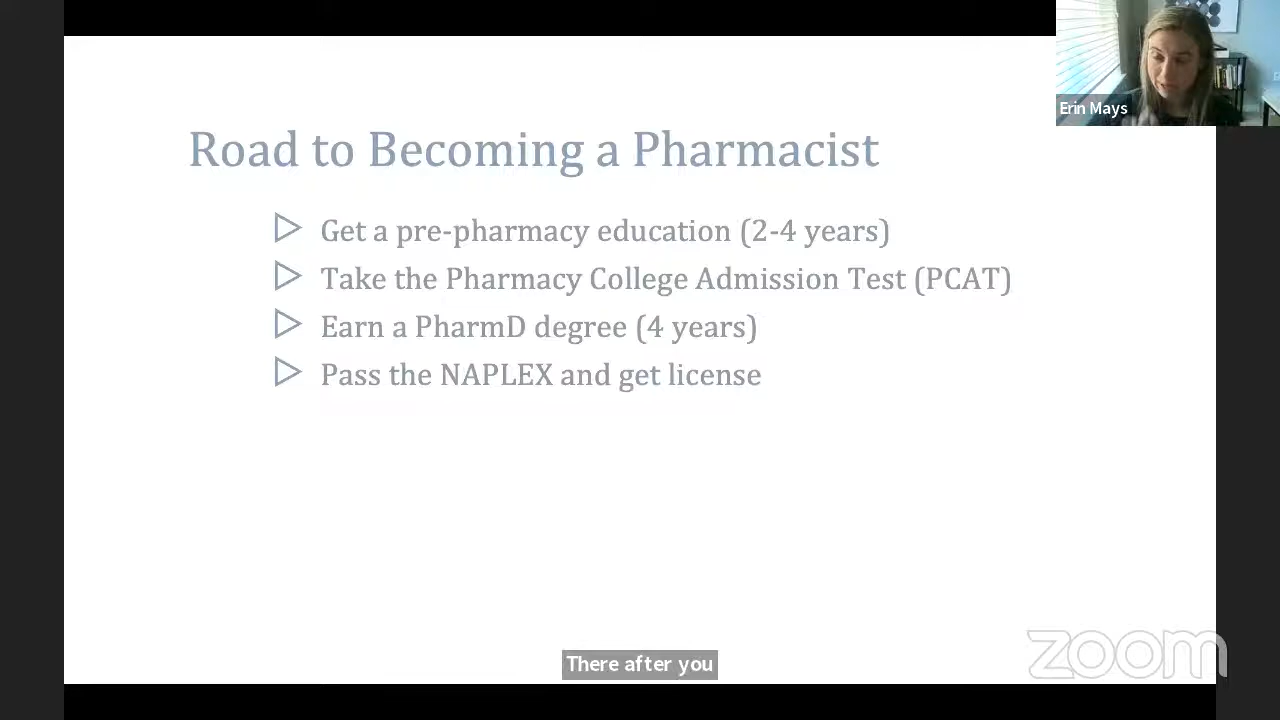 Erin Mays
Road to Becoming a Pharmacist
Get a pre-pharmacy education (2-4 years)
Take the Pharmacy College Admission Test (PCAT)
Earn a PharmD degree (4 years)
Pass the NAPLEX and get license
There after you
zoom